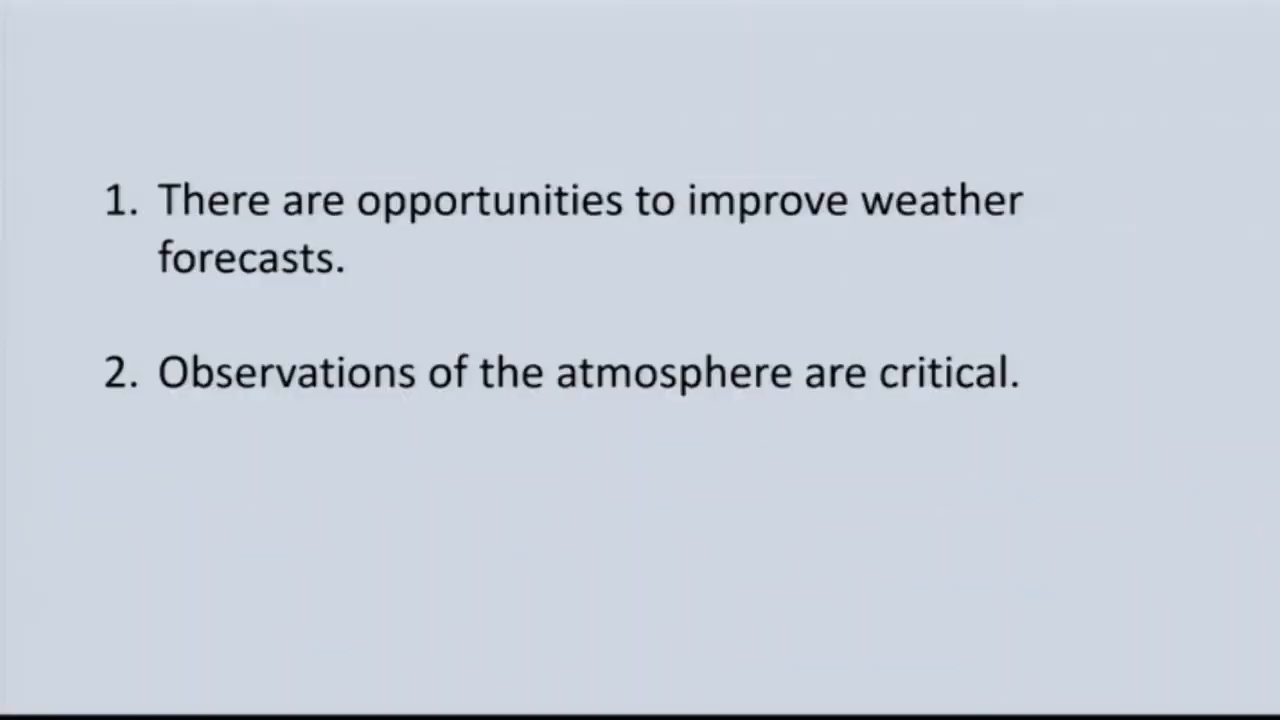 1. There are opportunities to improve weather
forecasts.
2. Observations of the atmosphere are critical.